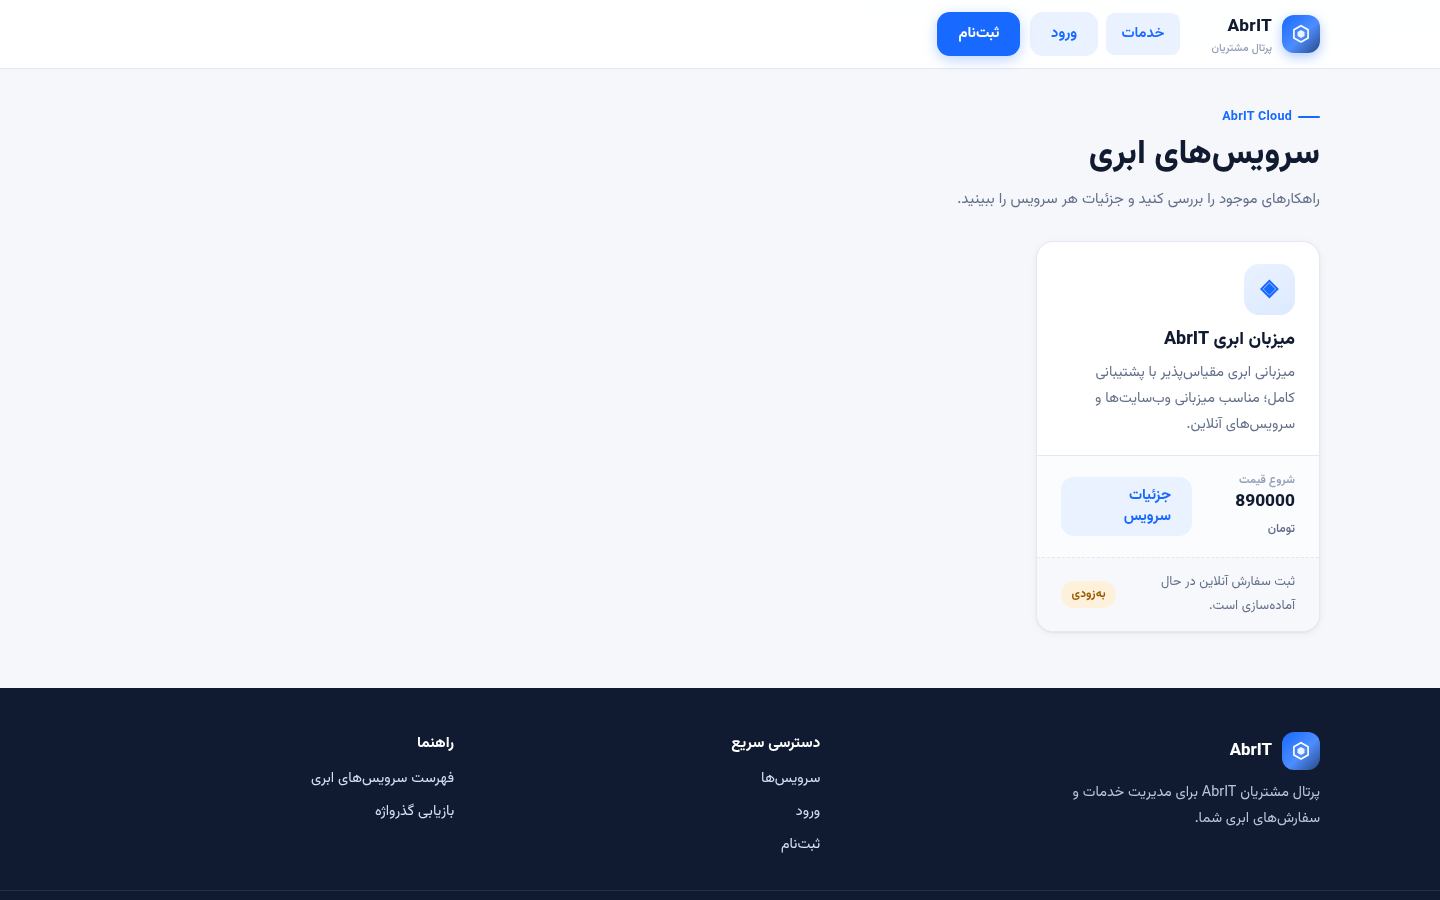 AbrIT
پرتال مشتریان
خدمات
ورود
ثبت‌نام
AbrIT Cloud
سرویس‌های ابری
راهکارهای موجود را بررسی کنید و جزئیات هر سرویس را ببینید.
میزبان ابری AbrIT
میزبانی ابری مقیاس‌پذیر با پشتیبانی
کامل؛ مناسب میزبانی وب‌سایت‌ها و
سرویس‌های آنلاین.
شروع قیمت
890000
تومان
جزئیات
سرویس
ثبت سفارش آنلاین در حال
آماده‌سازی است.
به‌زودی
AbrIT
پرتال مشتریان AbrIT برای مدیریت خدمات و
سفارش‌های ابری شما.
دسترسی سریع
سرویس‌ها
ورود
ثبت‌نام
راهنما
فهرست سرویس‌های ابری
بازیابی گذرواژه